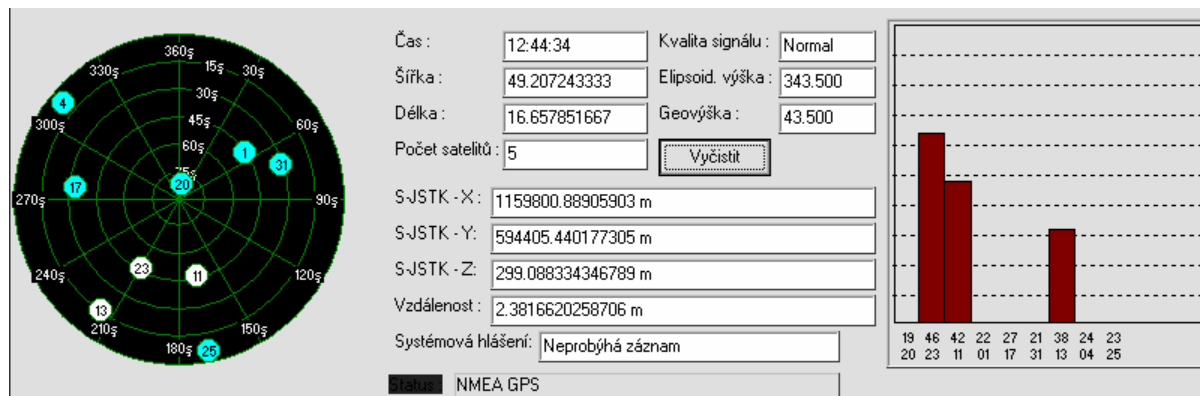 360ş
330ş
15ş
30ş
4
30ş
300ş
45ş
60ş
60ş
1
75ş
31
17
20
270ş
90ş
23
11
240ş
120ş
13
210ş
150ş
180ş
25
Čas :
12:44:34
Kvalita signálu :
Normal
Šířka :
49.207243333
Elipsoid. výška :
343.500
Délka :
16.657851667
Geovýška :
43.500
Počet satelitů :
5
Vyčistit
S-JSTK - X :
1159800.88905903 m
S-JSTK - Y:
594405.440177305 m
S-JSTK - Z:
299.088334346789 m
Vzdálenost :
2.3816620258706 m
Systémová hlášení:
Neprobýhá záznam
Status :
NMEA GPS
19 46 42 22 27 21 38 24 23
20 23 11 01 17 31 13 04 25